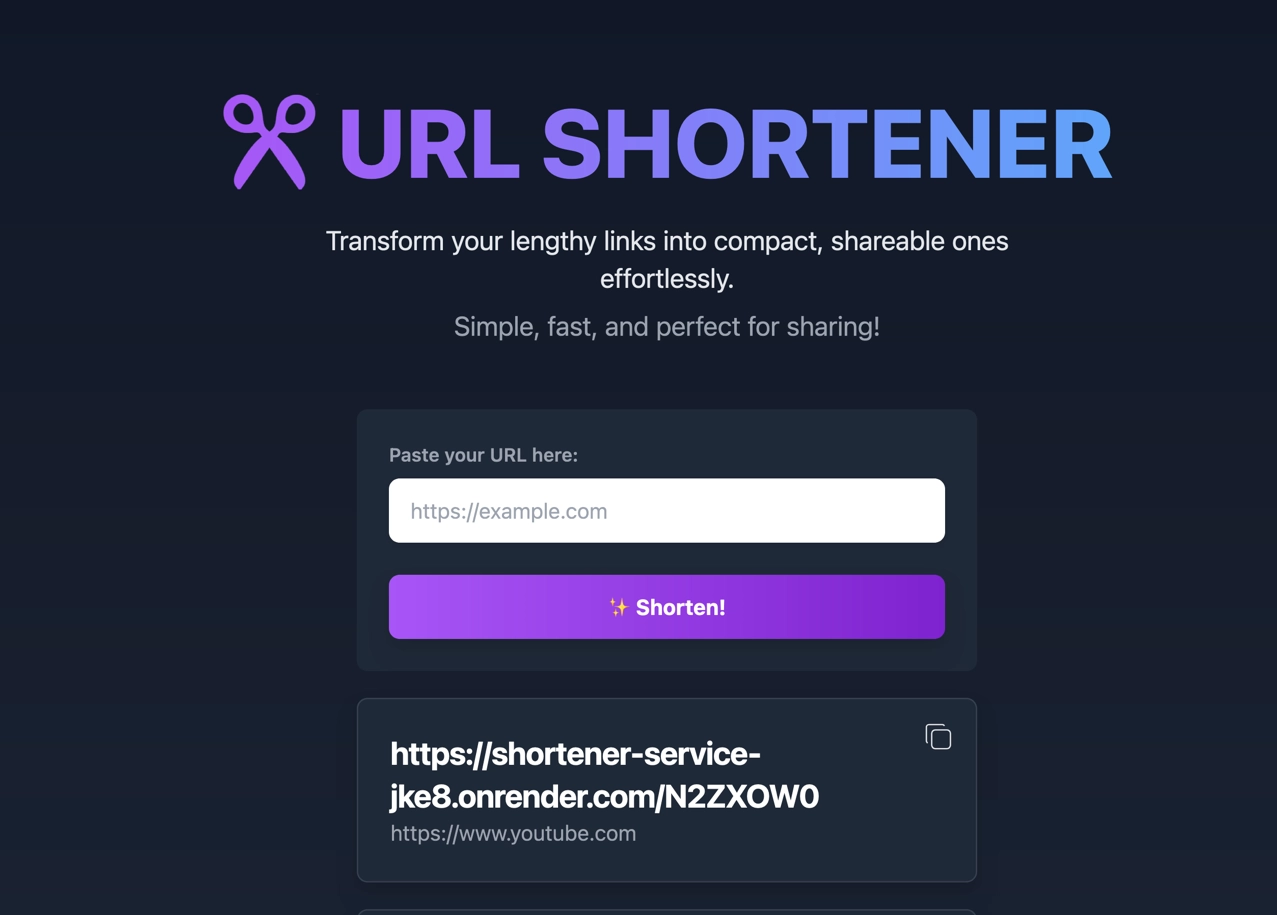 URL SHORTENER
Transform your lengthy links into compact, shareable ones
effortlessly.
Simple, fast, and perfect for sharing!
Paste your URL here:
https://example.com
✨ Shorten!
https://shortener-service-
jke8.onrender.com/N2ZXOW0
https://www.youtube.com